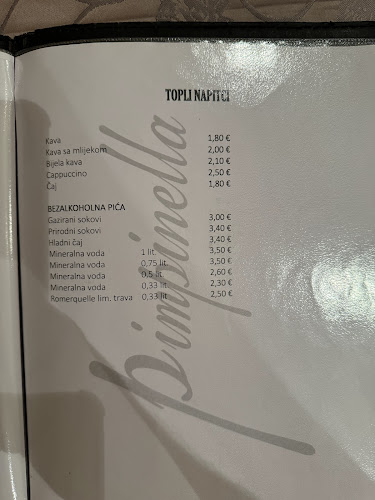 TOPLI NAPITCI
Kava 1,80 €
Kava sa mlijekom 2,00 €
Bijela kava 2,10 €
Cappuccino 2,50 €
Čaj 1,80 €
BEZALKOHOLNA PIĆA
Gazirani sokovi 3,00 €
Prirodni sokovi 3,40 €
Hladni čaj 3,40 €
Mineralna voda 1 lit. 3,50 €
Mineralna voda 0,75 lit. 3,50 €
Mineralna voda 0,5 lit. 2,60 €
Mineralna voda 0,33 lit. 2,30 €
Romerquelle lim. trava 0,33 lit. 2,50 €
pimpinella